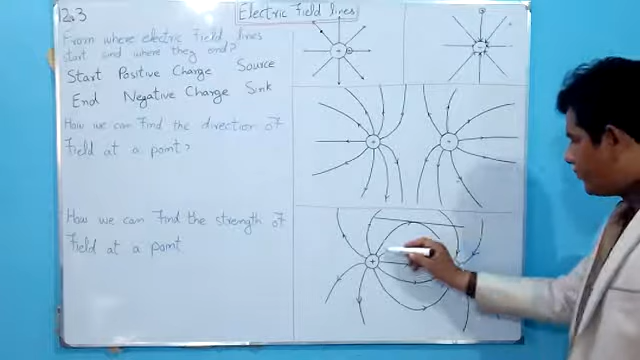 12.3
Electric Field lines
From where electric field lines
start and where they end?
Start Positive Charge Source
End Negative Charge Sink
How we can find the direction of
Field at a point?
How we can find the strength of
Field at a point
+
-
+
+
+